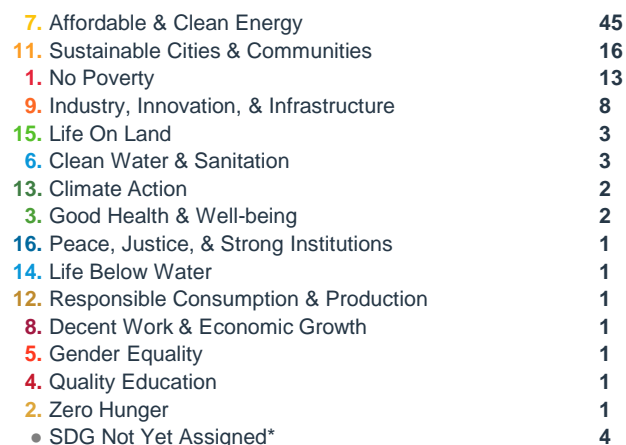 7. Affordable & Clean Energy 45
11. Sustainable Cities & Communities 16
1. No Poverty 13
9. Industry, Innovation, & Infrastructure 8
15. Life On Land 3
6. Clean Water & Sanitation 3
13. Climate Action 2
3. Good Health & Well-being 2
16. Peace, Justice, & Strong Institutions 1
14. Life Below Water 1
12. Responsible Consumption & Production 1
8. Decent Work & Economic Growth 1
5. Gender Equality 1
4. Quality Education 1
2. Zero Hunger 1
● SDG Not Yet Assigned* 4